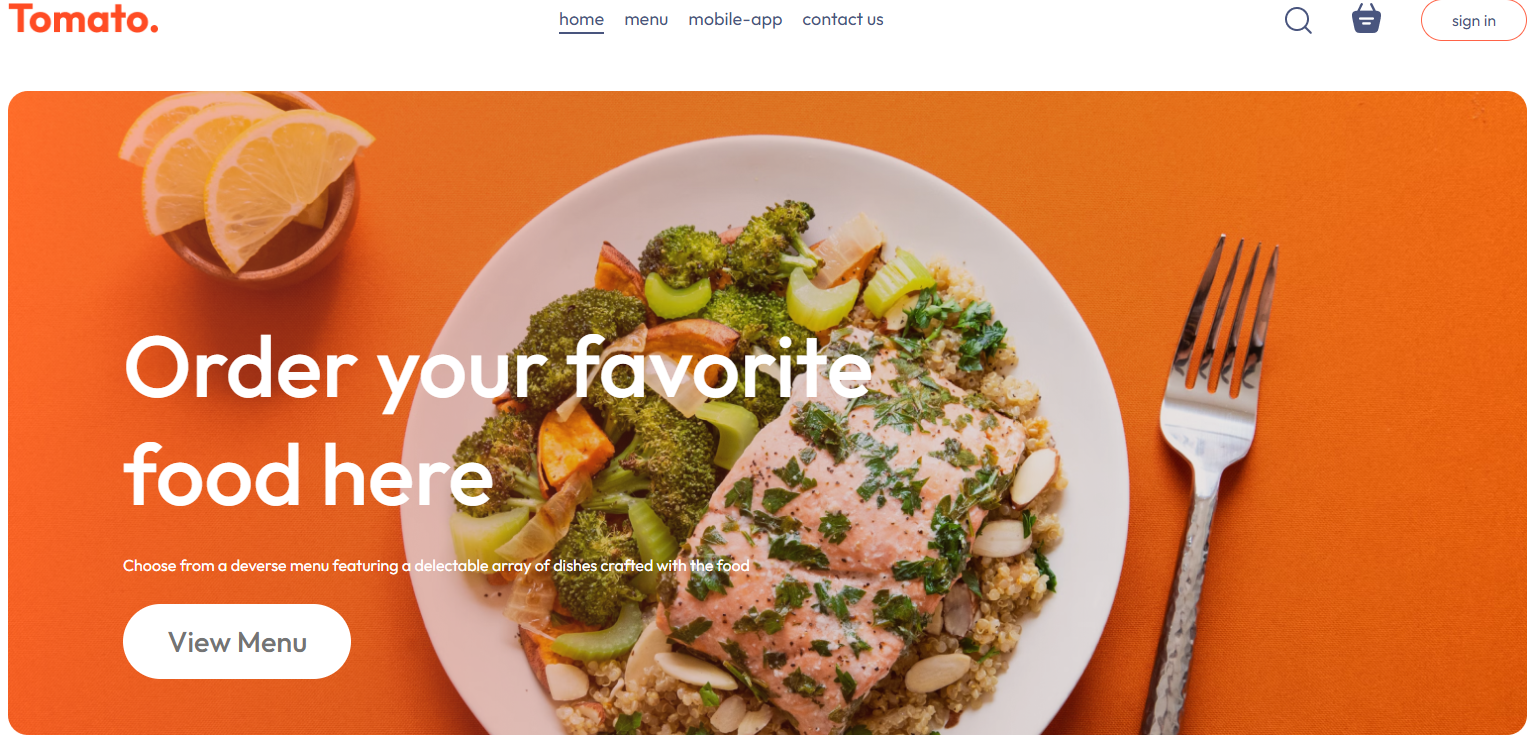 Tomato.
home menu mobile-app contact us sign in
Order your favorite
food here
Choose from a deverse menu featuring a delectable array of dishes crafted with the food
View Menu